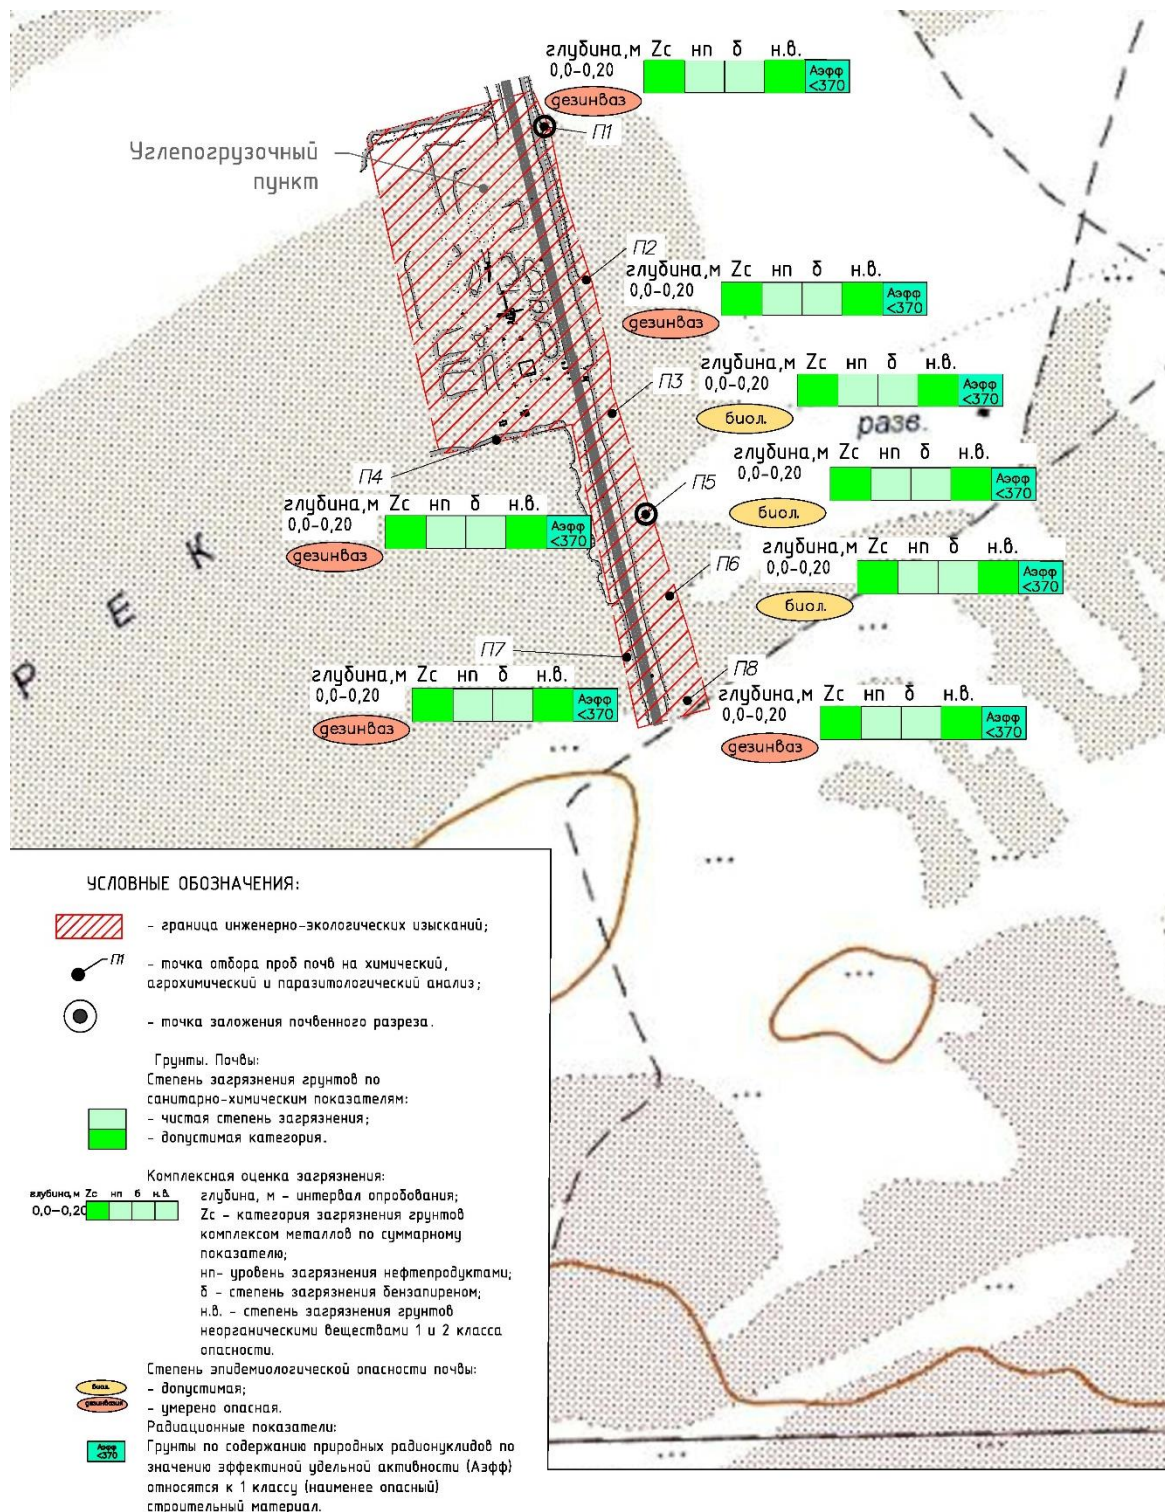 глубина,м Zc нп δ н.в.
0,0-0,20
Аэфф
<370
дезинваз
П1
Углепогрузочный
пункт
П2
глубина,м Zc нп δ н.в.
0,0-0,20
Аэфф
<370
дезинваз
П3
глубина,м Zc нп δ н.в.
0,0-0,20
Аэфф
<370
биол.
разв.
П4
П5
глубина,м Zc нп δ н.в.
0,0-0,20
Аэфф
<370
биол.
глубина,м Zc нп δ н.в.
0,0-0,20
Аэфф
<370
дезинваз
П6
глубина,м Zc нп δ н.в.
0,0-0,20
Аэфф
<370
биол.
Р Е К
П7
глубина,м Zc нп δ н.в.
0,0-0,20
Аэфф
<370
дезинваз
П8
глубина,м Zc нп δ н.в.
0,0-0,20
Аэфф
<370
дезинваз
УСЛОВНЫЕ ОБОЗНАЧЕНИЯ:
- граница инженерно-экологических изысканий;
П1
- точка отбора проб почв на химический,
агрохимический и паразитологический анализ;
- точка заложения почвенного разреза.
Грунты. Почвы:
Степень загрязнения грунтов по
санитарно-химическим показателям:
- чистая степень загрязнения;
- допустимая категория.
Комплексная оценка загрязнения:
глубина,м Zc нп δ н.в.
0,0-0,20
глубина, м - интервал опробования;
Zc - категория загрязнения грунтов
комплексом металлов по суммарному
показателю;
нп- уровень загрязнения нефтепродуктами;
δ - степень загрязнения бензапиреном;
н.в. - степень загрязнения грунтов
неорганическими веществами 1 и 2 класса
опасности.
Степень эпидемиологической опасности почвы:
биол.
- допустимая;
- умерено опасная.
Радиационные показатели:
Аэфф
<370
Грунты по содержанию природных радионуклидов по
значению эффектиной удельной активности (Аэфф)
относятся к 1 классу (наименее опасный)
строительный материал.